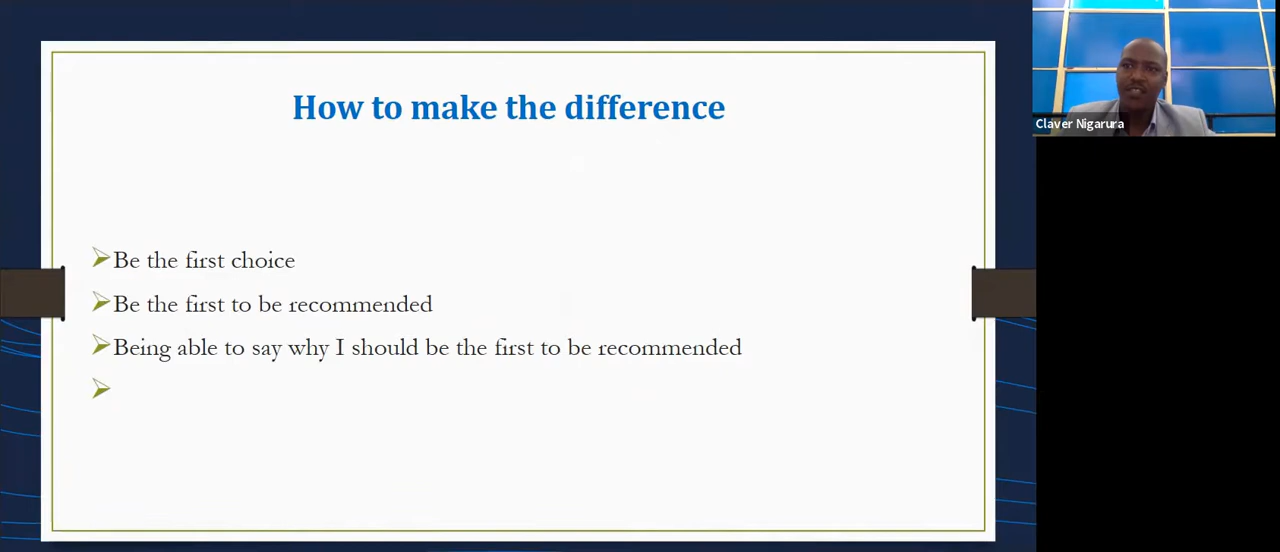 How to make the difference
Be the first choice
Be the first to be recommended
Being able to say why I should be the first to be recommended
Claver Nigarura